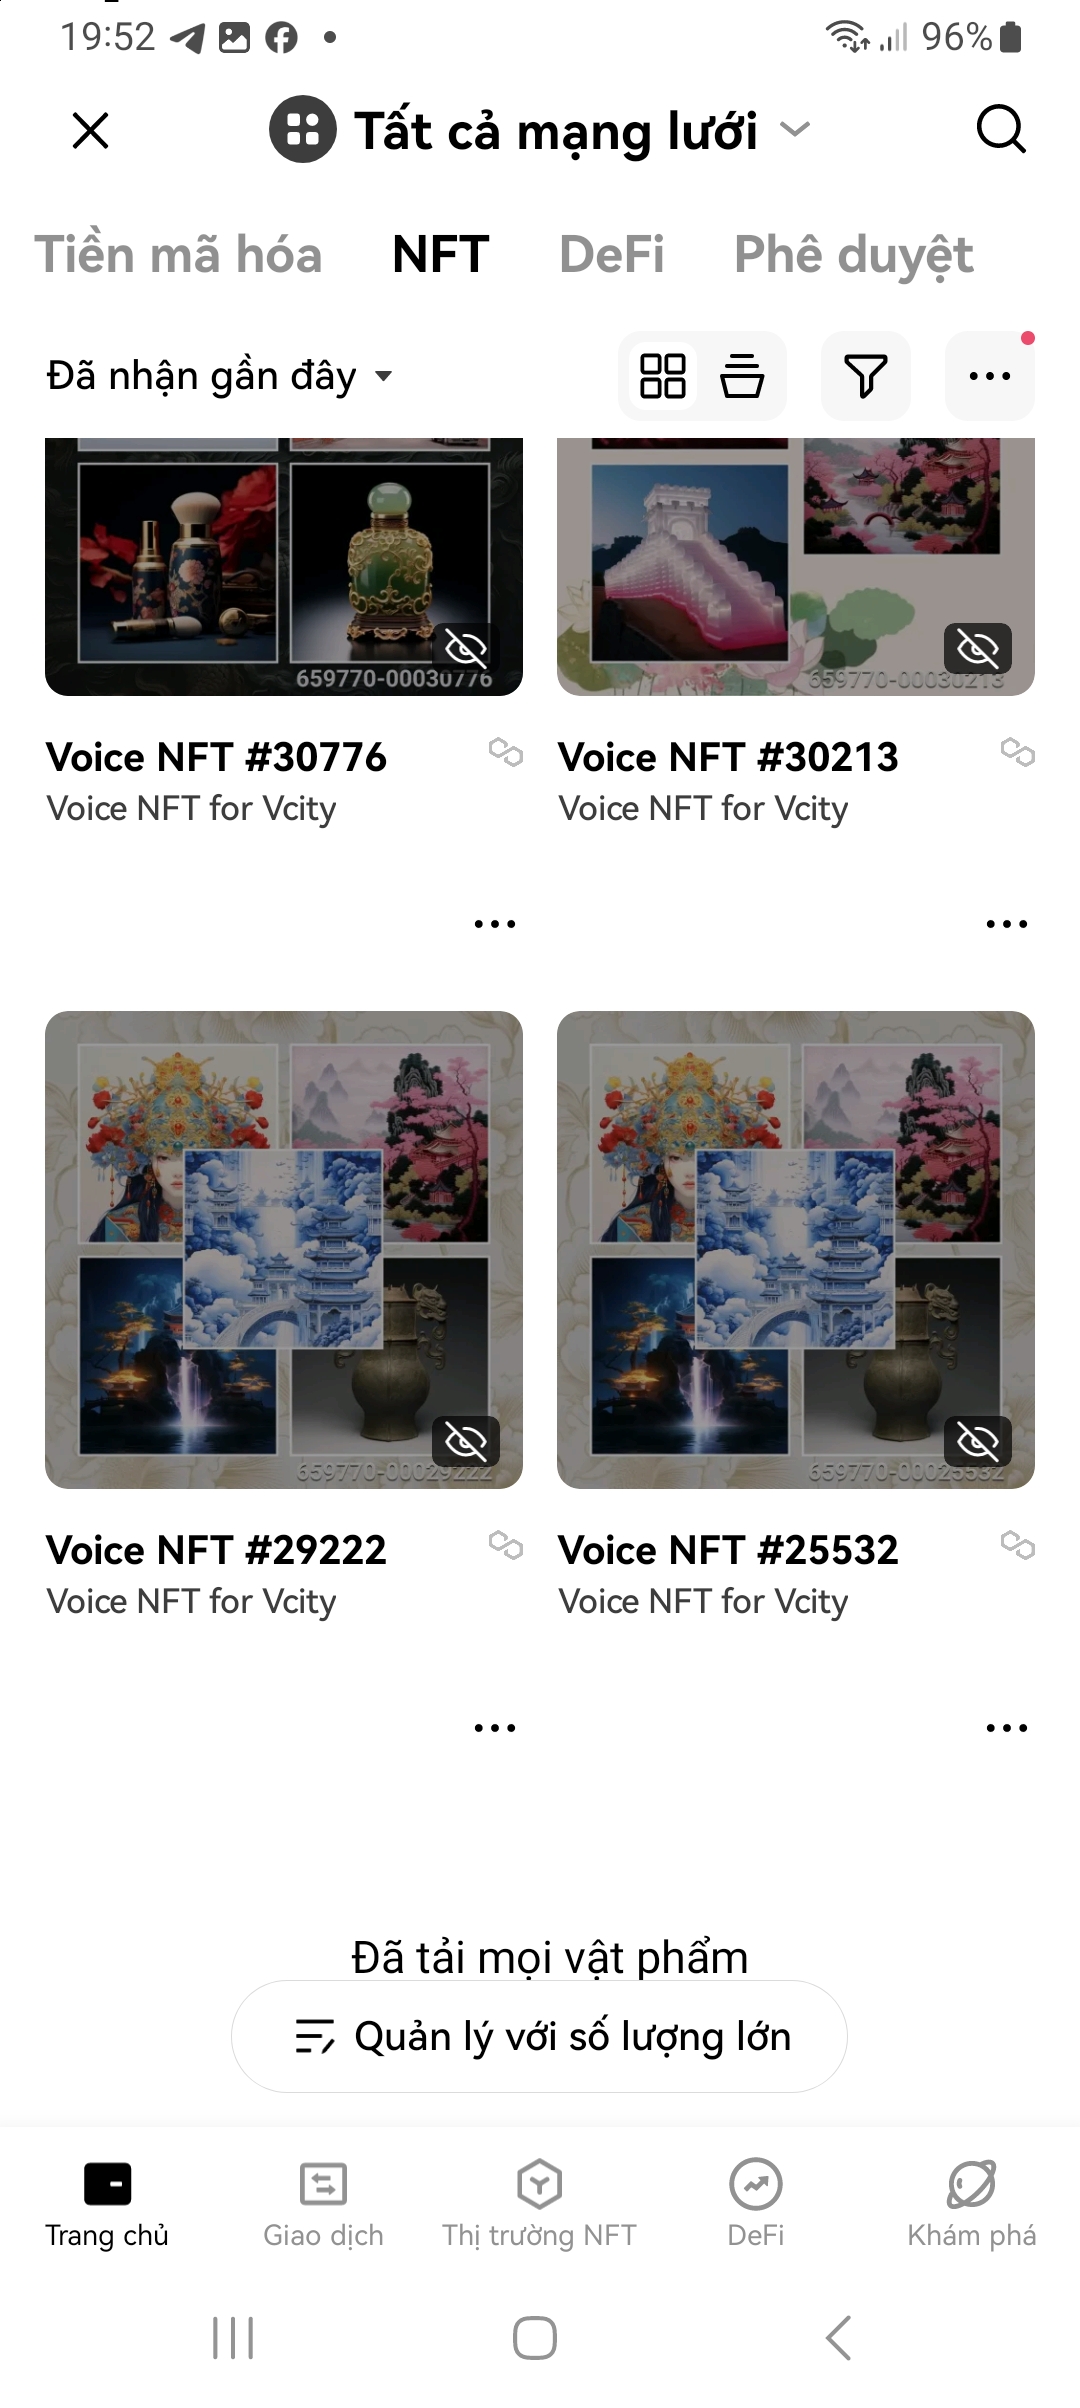 19:52
96%
Tất cả mạng lưới
Tiền mã hóa NFT DeFi Phê duyệt
Đã nhận gần đây
659770-00030776
659770-00030213
Voice NFT #30776
Voice NFT for Vcity
Voice NFT #30213
Voice NFT for Vcity
659770-00029222
659770-00025532
Voice NFT #29222
Voice NFT for Vcity
Voice NFT #25532
Voice NFT for Vcity
Đã tải mọi vật phẩm
Quản lý với số lượng lớn
Trang chủ
Giao dịch
Thị trường NFT
DeFi
Khám phá